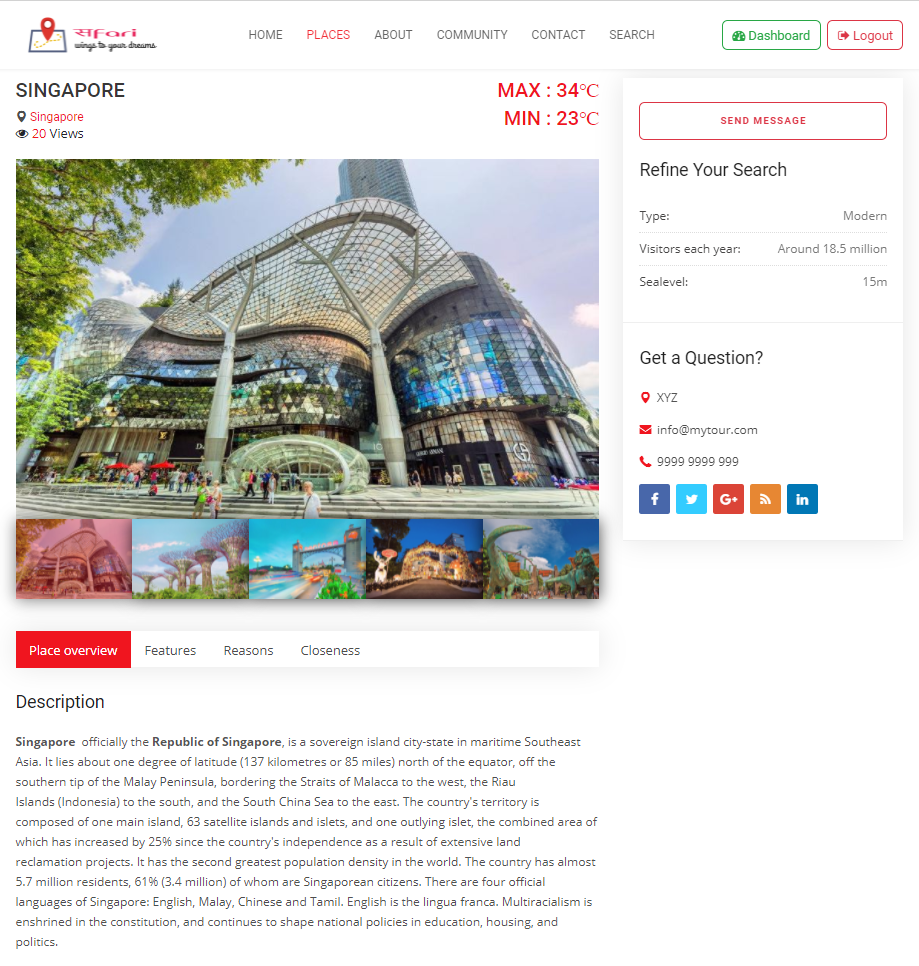 सfari
wings to your dreams
HOME
PLACES
ABOUT
COMMUNITY
CONTACT
SEARCH
Dashboard
Logout
SINGAPORE
MAX : 34°C
Singapore
MIN : 23°C
20 Views
Place overview
Features
Reasons
Closeness
Description
Singapore officially the Republic of Singapore, is a sovereign island city-state in maritime Southeast
Asia. It lies about one degree of latitude (137 kilometres or 85 miles) north of the equator, off the
southern tip of the Malay Peninsula, bordering the Straits of Malacca to the west, the Riau
Islands (Indonesia) to the south, and the South China Sea to the east. The country's territory is
composed of one main island, 63 satellite islands and islets, and one outlying islet, the combined area of
which has increased by 25% since the country's independence as a result of extensive land
reclamation projects. It has the second greatest population density in the world. The country has almost
5.7 million residents, 61% (3.4 million) of whom are Singaporean citizens. There are four official
languages of Singapore: English, Malay, Chinese and Tamil. English is the lingua franca. Multiracialism is
enshrined in the constitution, and continues to shape national policies in education, housing, and
politics.
SEND MESSAGE
Refine Your Search
Type: Modern
Visitors each year: Around 18.5 million
Sealevel: 15m
Get a Question?
XYZ
info@mytour.com
9999 9999 999